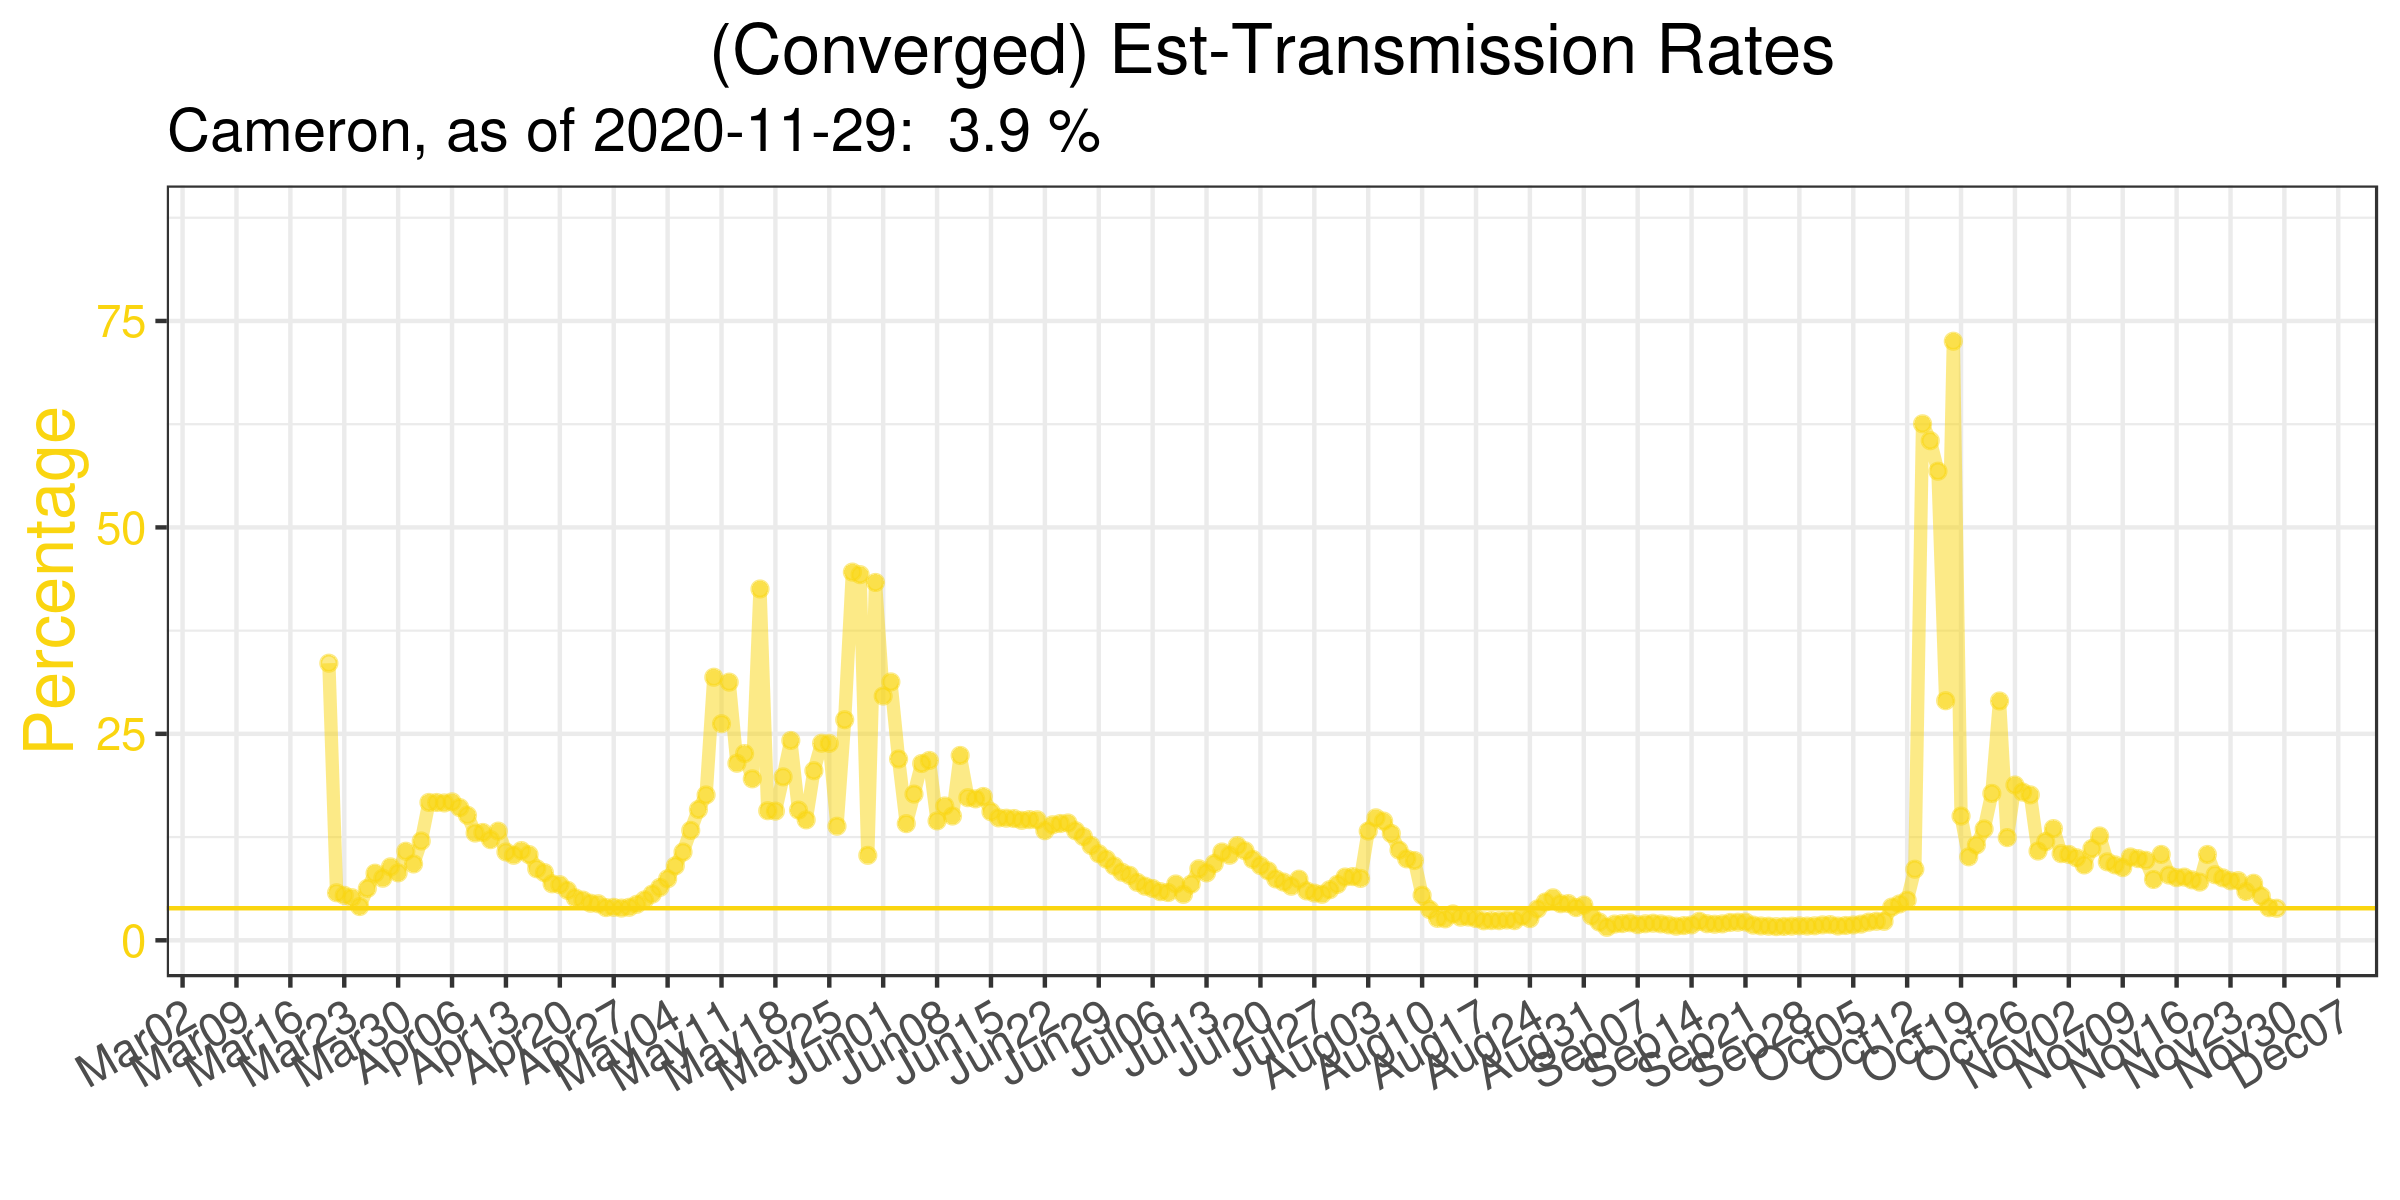 (Converged) Est-Transmission Rates
Cameron, as of 2020-11-29:  3.9 %
Percentage
75
50
25
0
Mar02
Mar09
Mar16
Mar23
Mar30
Apr06
Apr13
Apr20
Apr27
May04
May11
May18
May25
Jun01
Jun08
Jun15
Jun22
Jun29
Jul06
Jul13
Jul20
Jul27
Aug03
Aug10
Aug17
Aug24
Aug31
Sep07
Sep14
Sep21
Sep28
Oct05
Oct12
Oct19
Oct26
Nov02
Nov09
Nov16
Nov23
Nov30
Dec07